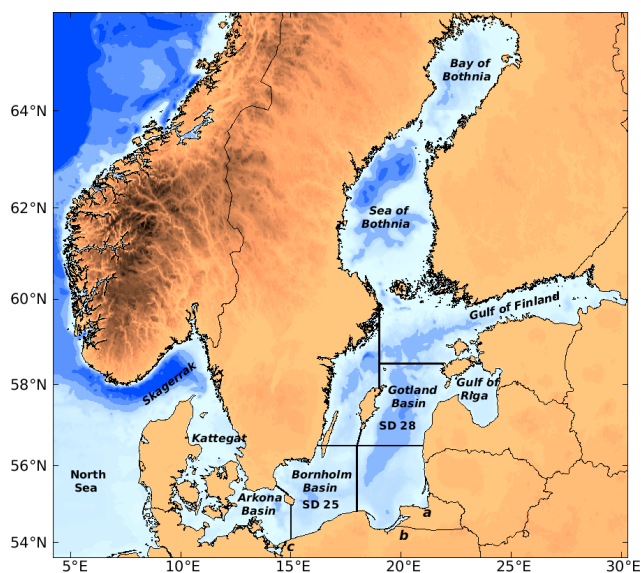 Bay of
Bothnia
64°N
62°N
Sea of
Bothnia
60°N
Gulf of Finland
58°N
Skagerrak
Gotland
Basin
Gulf of
Riga
SD 28
Kattegat
56°N
North
Sea
Bornholm
Basin
Arkona
Basin
SD 25
a
b
c
54°N
5°E
10°E
15°E
20°E
25°E
30°E